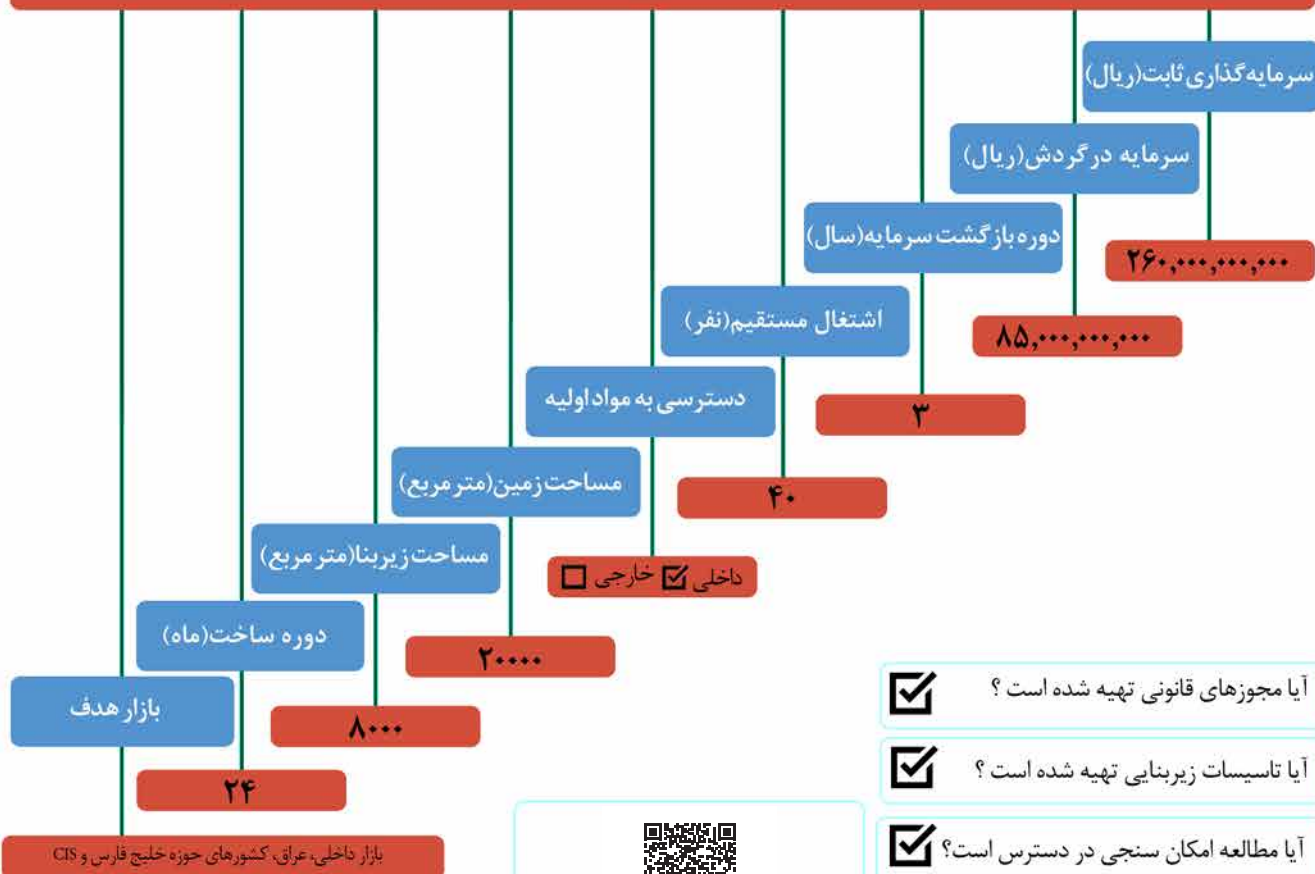 سرمایه‌گذاری ثابت(ریال)
۲۶۰,۰۰۰,۰۰۰,۰۰۰
سرمایه در گردش(ریال)
۸۵,۰۰۰,۰۰۰,۰۰۰
دوره بازگشت سرمایه(سال)
۳
اشتغال مستقیم(نفر)
۴۰
دسترسی به مواد اولیه
داخلی ☑ خارجی ☐
مساحت زمین(متر مربع)
۲۰۰۰۰
مساحت زیربنا(متر مربع)
۸۰۰۰
دوره ساخت(ماه)
۲۴
بازار هدف
بازار داخلی، عراق، کشورهای حوزه خلیج فارس و CIS
آیا مجوزهای قانونی تهیه شده است ؟ ☑
آیا تاسیسات زیربنایی تهیه شده است ؟ ☑
آیا مطالعه امکان سنجی در دسترس است؟ ☑